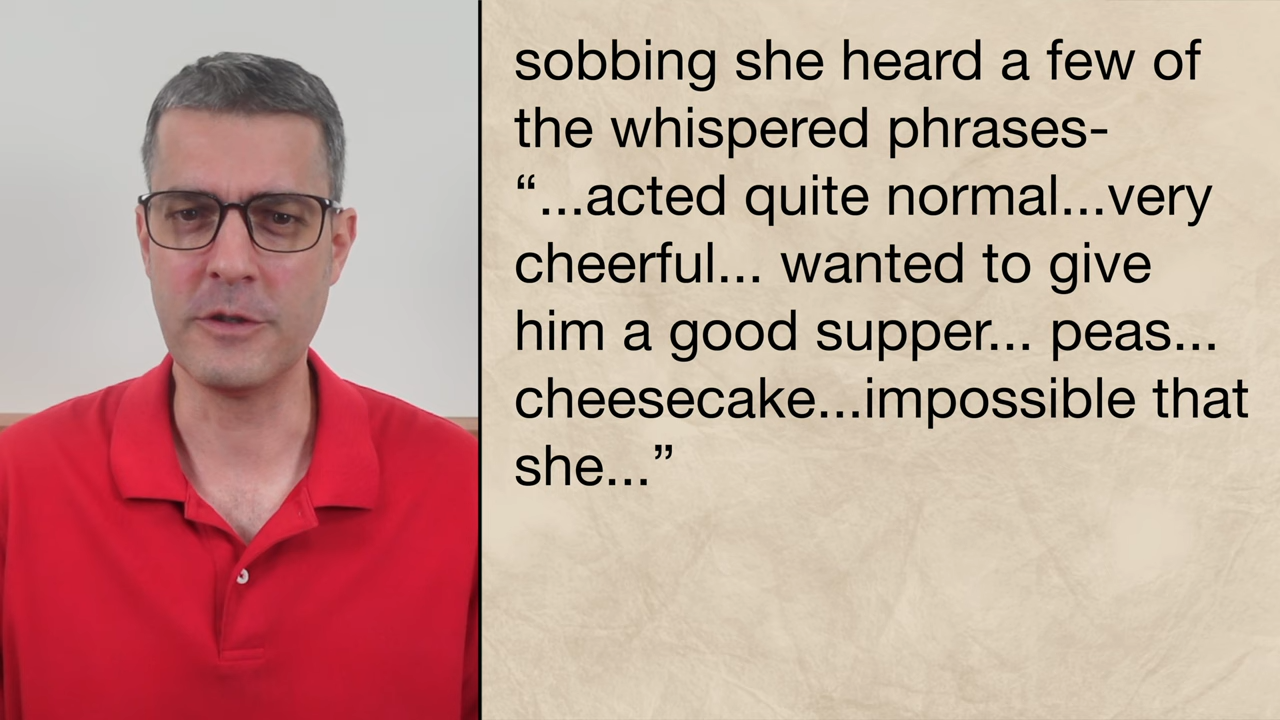 sobbing she heard a few of
the whispered phrases-
“...acted quite normal...very
cheerful... wanted to give
him a good supper... peas...
cheesecake...impossible that
she...”